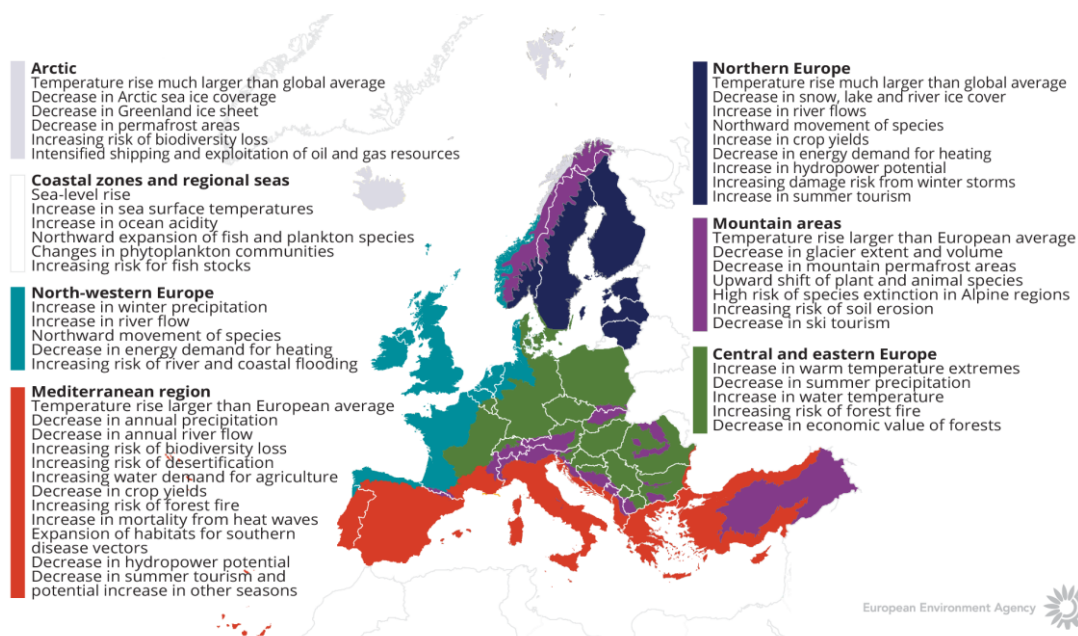 Arctic
Temperature rise much larger than global average
Decrease in Arctic sea ice coverage
Decrease in Greenland ice sheet
Decrease in permafrost areas
Increasing risk of biodiversity loss
Intensified shipping and exploitation of oil and gas resources
Coastal zones and regional seas
Sea-level rise
Increase in sea surface temperatures
Increase in ocean acidity
Northward expansion of fish and plankton species
Changes in phytoplankton communities
Increasing risk for fish stocks
North-western Europe
Increase in winter precipitation
Increase in river flow
Northward movement of species
Decrease in energy demand for heating
Increasing risk of river and coastal flooding
Mediterranean region
Temperature rise larger than European average
Decrease in annual precipitation
Decrease in annual river flow
Increasing risk of biodiversity loss
Increasing risk of desertification
Increasing water demand for agriculture
Decrease in crop yields
Increasing risk of forest fire
Increase in mortality from heat waves
Expansion of habitats for southern
disease vectors
Decrease in hydropower potential
Decrease in summer tourism and
potential increase in other seasons
Northern Europe
Temperature rise much larger than global average
Decrease in snow, lake and river ice cover
Increase in river flows
Northward movement of species
Increase in crop yields
Decrease in energy demand for heating
Increase in hydropower potential
Increasing damage risk from winter storms
Increase in summer tourism
Mountain areas
Temperature rise larger than European average
Decrease in glacier extent and volume
Decrease in mountain permafrost areas
Upward shift of plant and animal species
High risk of species extinction in Alpine regions
Increasing risk of soil erosion
Decrease in ski tourism
Central and eastern Europe
Increase in warm temperature extremes
Decrease in summer precipitation
Increase in water temperature
Increasing risk of forest fire
Decrease in economic value of forests
European Environment Agency